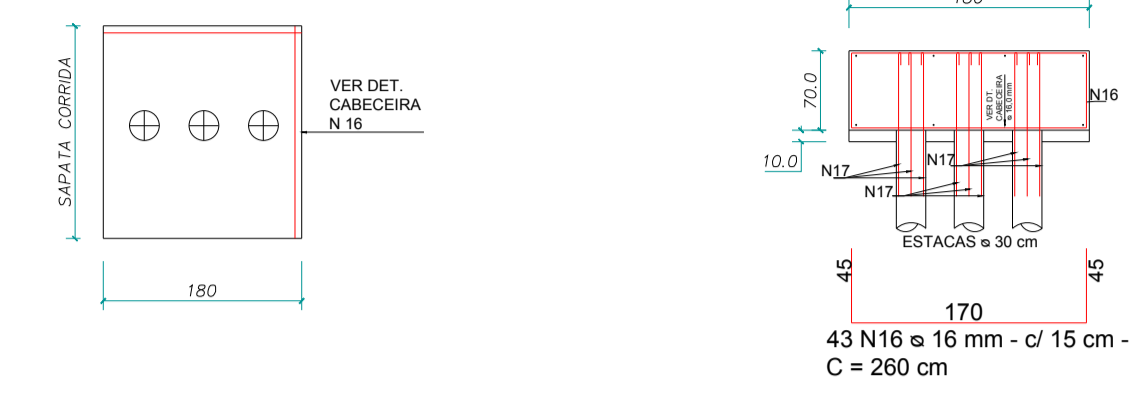 SAPATA CORRIDA
VER DET.
CABECEIRA
N 16
180
70.0
10.0
VER DT.
CABECEIRA
⌀ 16.0 mm
N16
N17
N17
N17
ESTACAS ⌀ 30 cm
45
170
45
43 N16 ⌀ 16 mm - c/ 15 cm -
C = 260 cm